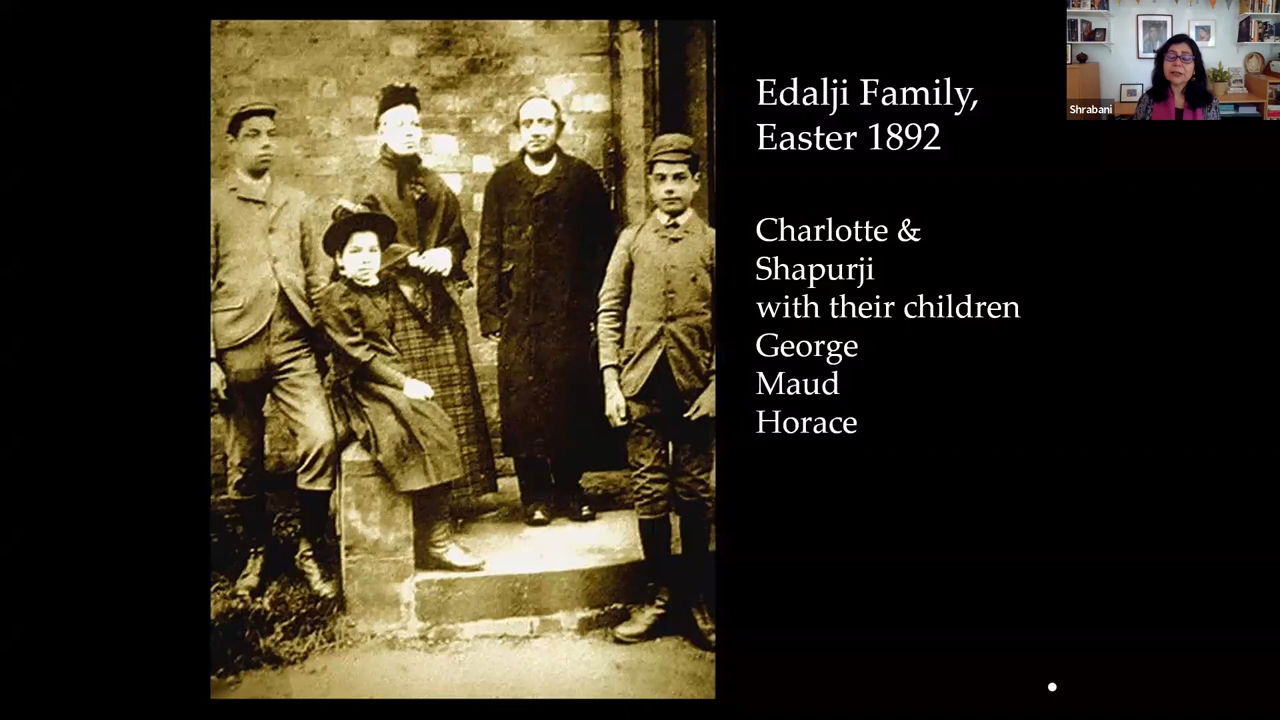 Edalji Family,
Easter 1892
Charlotte &
Shapurji
with their children
George
Maud
Horace
Shrabani